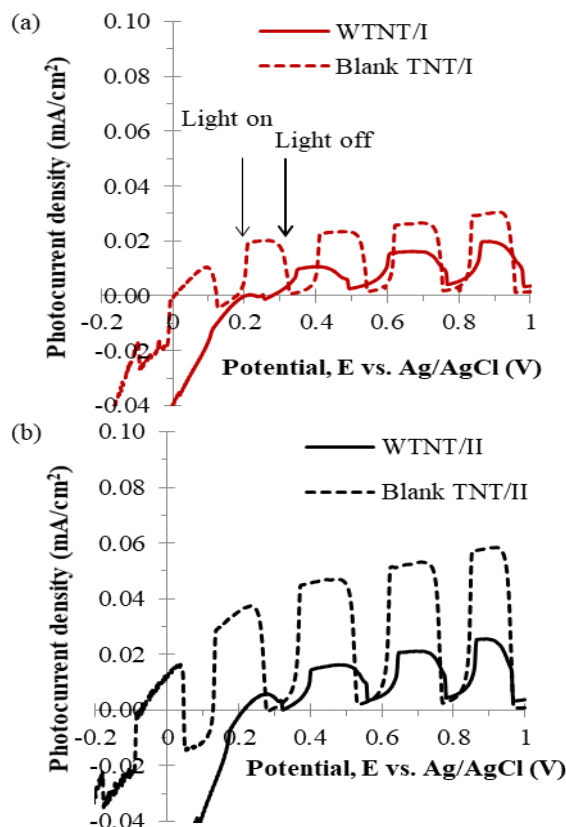 (a)
Photocurrent density (mA/cm²)
0.10
0.08
0.06
0.04
0.02
0.00
-0.02
-0.04
WTNT/I
Blank TNT/I
Light on
Light off
-0.2
0
0.2
0.4
0.6
0.8
1
Potential, E vs. Ag/AgCl (V)
(b)
Photocurrent density (mA/cm²)
0.10
0.08
0.06
0.04
0.02
0.00
-0.02
-0.04
WTNT/II
Blank TNT/II
-0.2
0
0.2
0.4
0.6
0.8
1
Potential, E vs. Ag/AgCl (V)